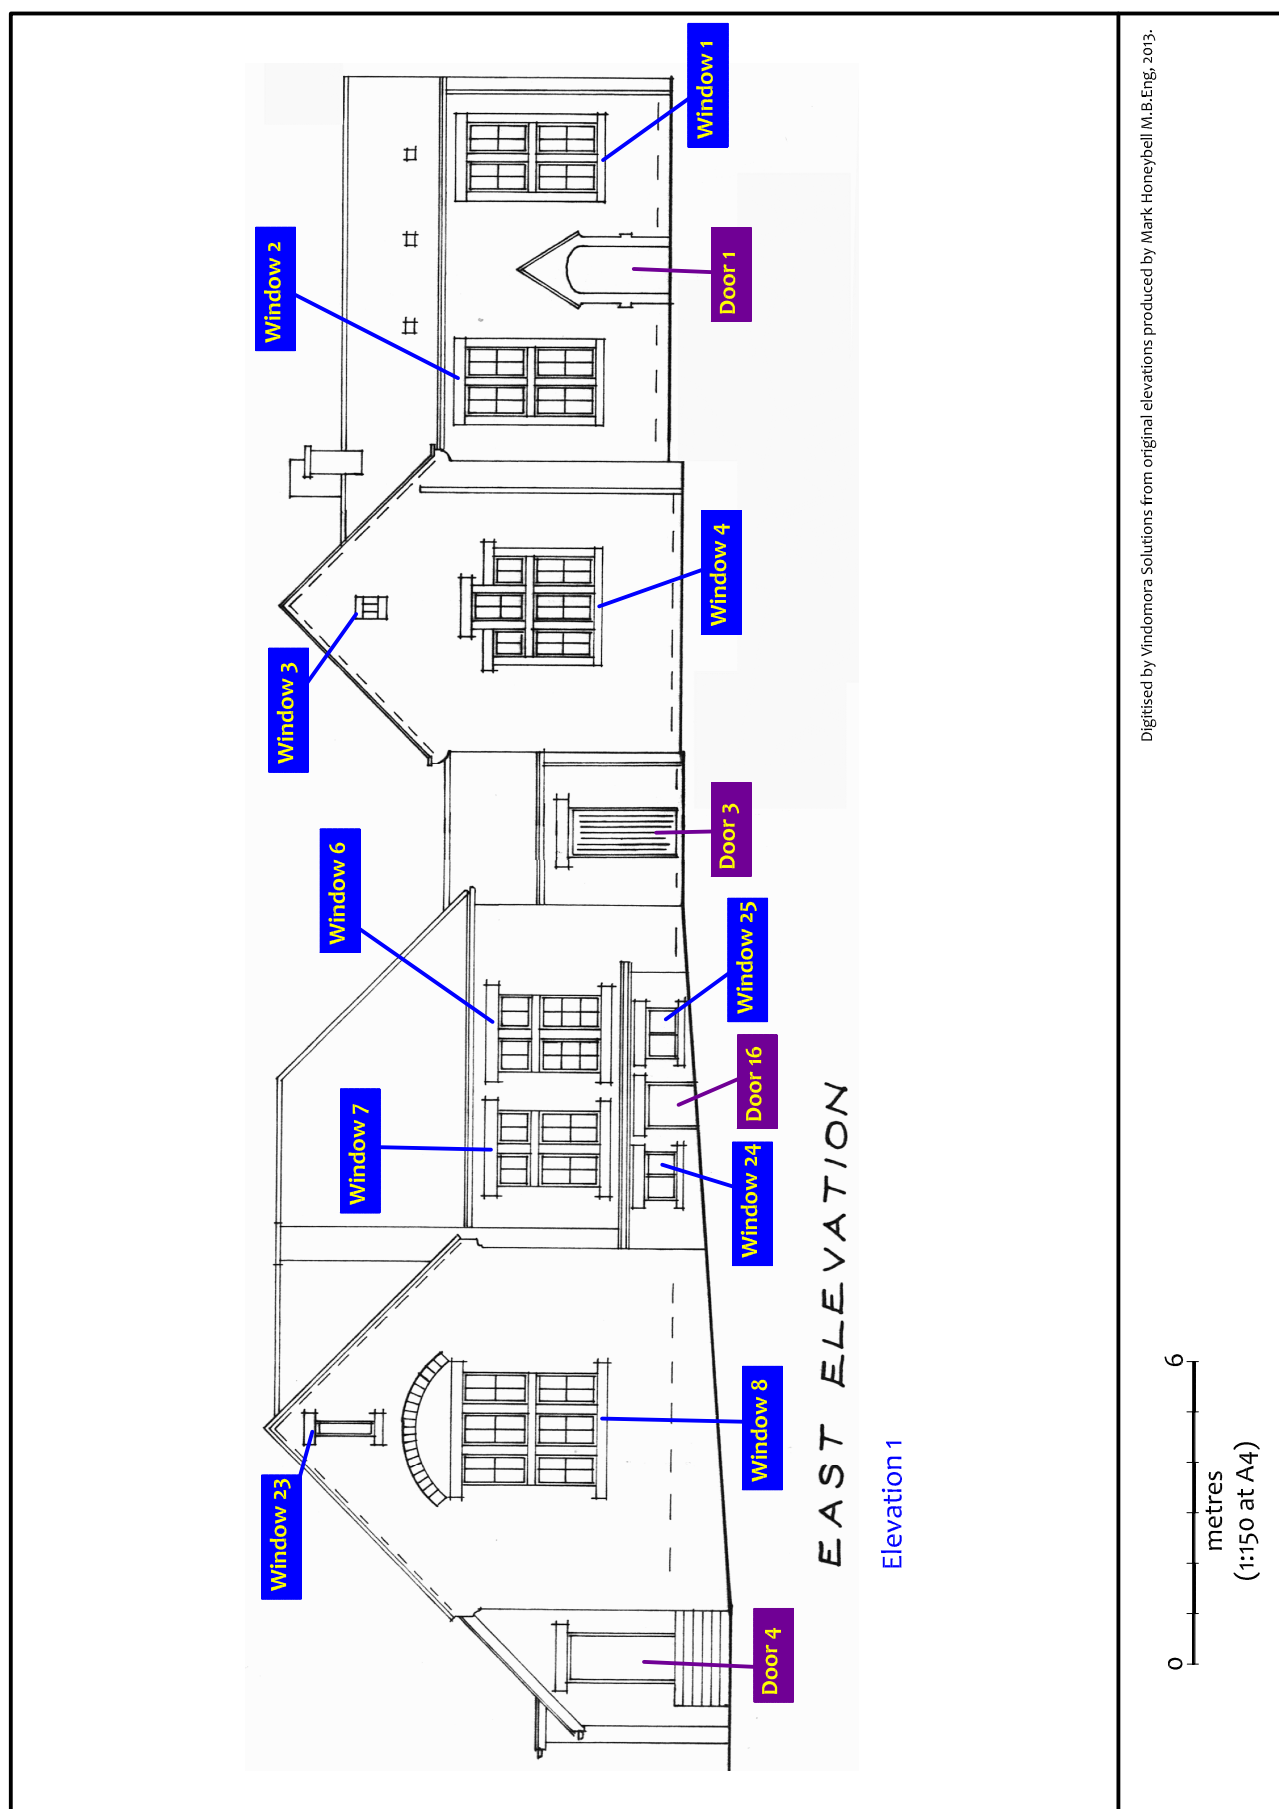 Window 23
Window 3
Window 2
Window 7
Window 6
Door 4
Window 8
Window 24
Door 16
Window 25
Door 3
Window 4
Door 1
Window 1
EAST ELEVATION
Elevation 1
0 6
metres
(1:150 at A4)
Digitised by Vindomora Solutions from original elevations produced by Mark Honeybell M.B.Eng, 2013.